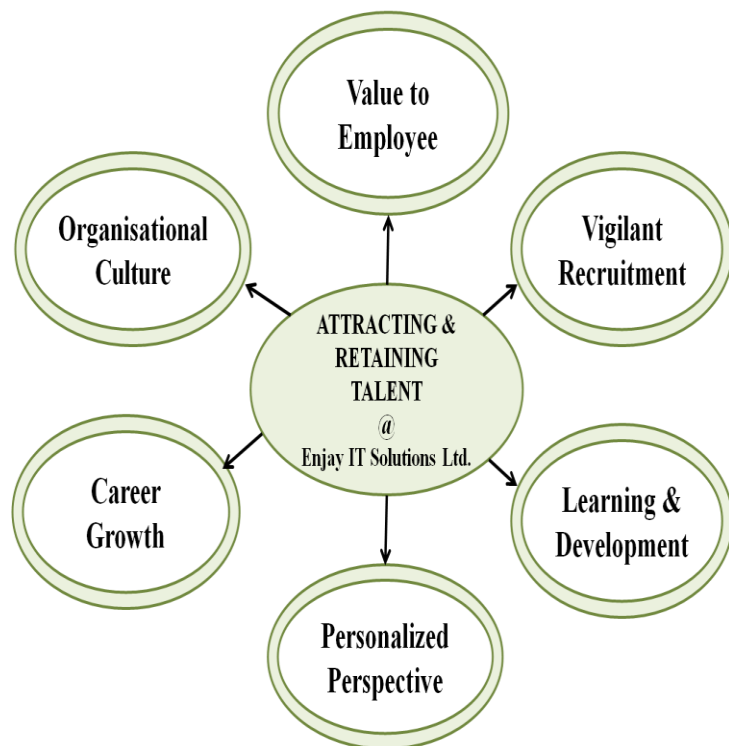 Value to
Employee
Organisational
Culture
Vigilant
Recruitment
ATTRACTING &
RETAINING
TALENT
@
Enjay IT Solutions Ltd.
Career
Growth
Learning &
Development
Personalized
Perspective